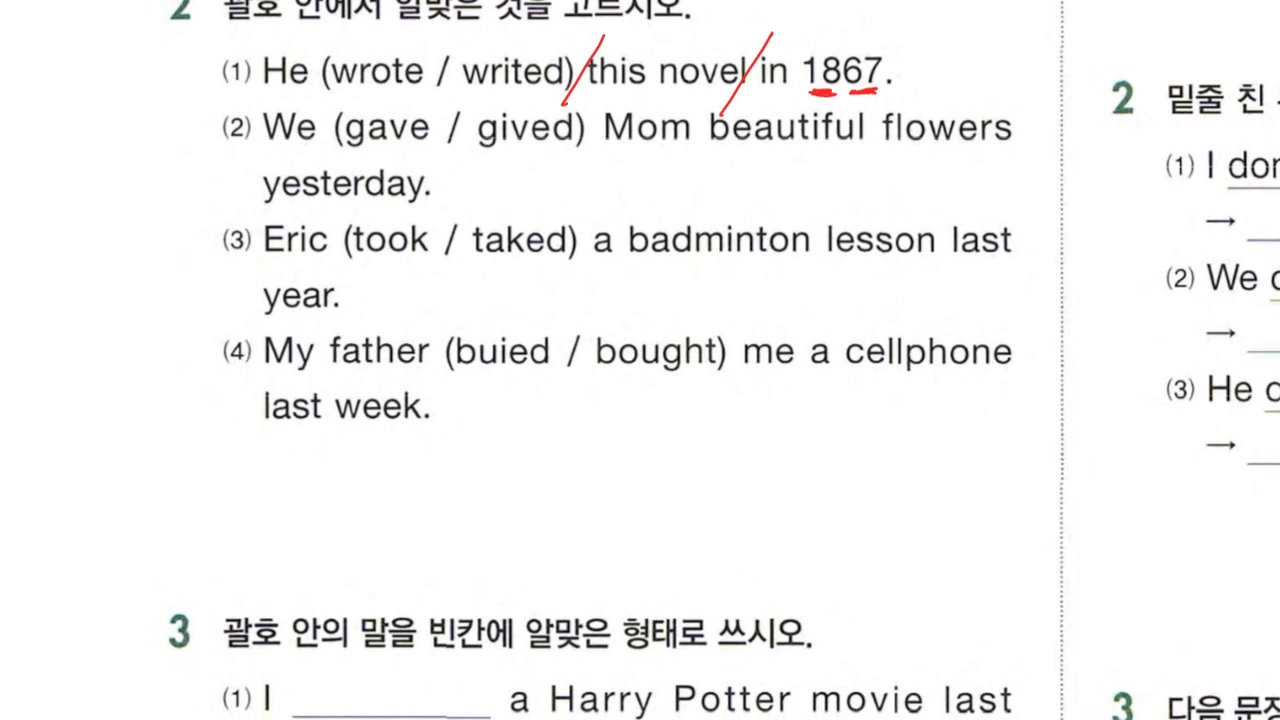 2 괄호 안에서 알맞은 것을 고르시오.
(1) He (wrote / writed) this novel in 1867.
(2) We (gave / gived) Mom beautiful flowers
yesterday.
(3) Eric (took / taked) a badminton lesson last
year.
(4) My father (buied / bought) me a cellphone
last week.
3 괄호 안의 말을 빈칸에 알맞은 형태로 쓰시오.
(1) I __________ a Harry Potter movie last
2 밑줄 친
(1) I
→
(2) We
→
(3) He
→
3 다음